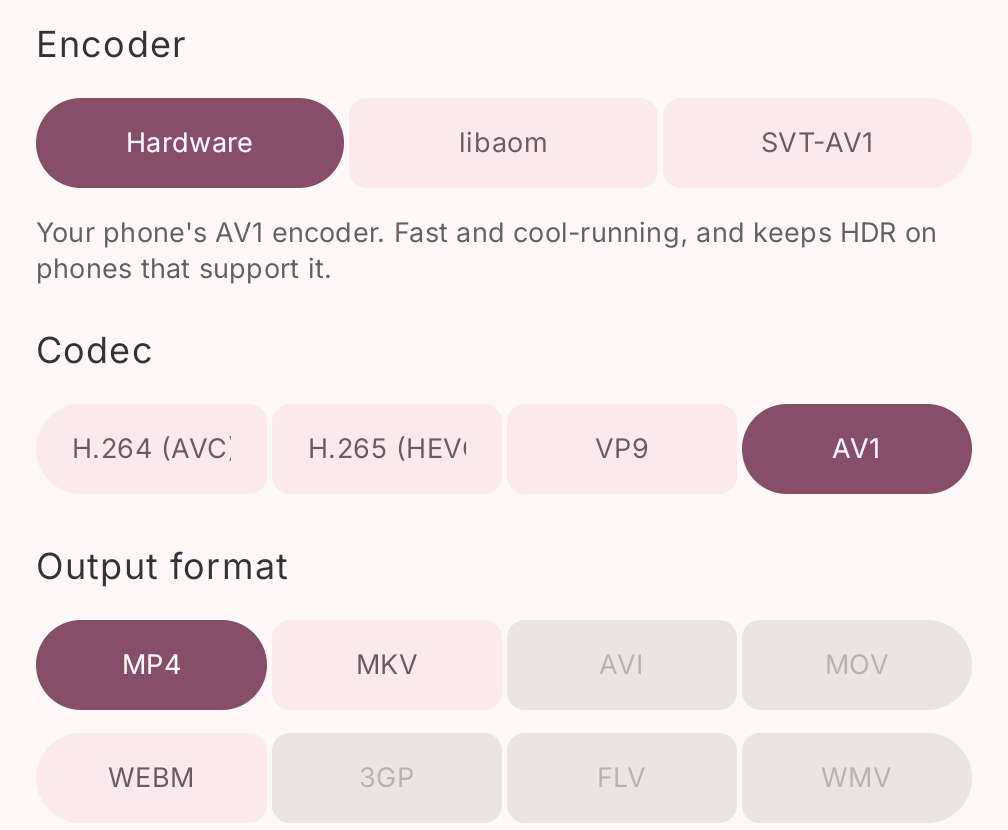 Encoder
Hardware libaom SVT-AV1
Your phone's AV1 encoder. Fast and cool-running, and keeps HDR on
phones that support it.
Codec
H.264 (AVC) H.265 (HEV VP9 AV1
Output format
MP4 MKV AVI MOV
WEBM 3GP FLV WMV